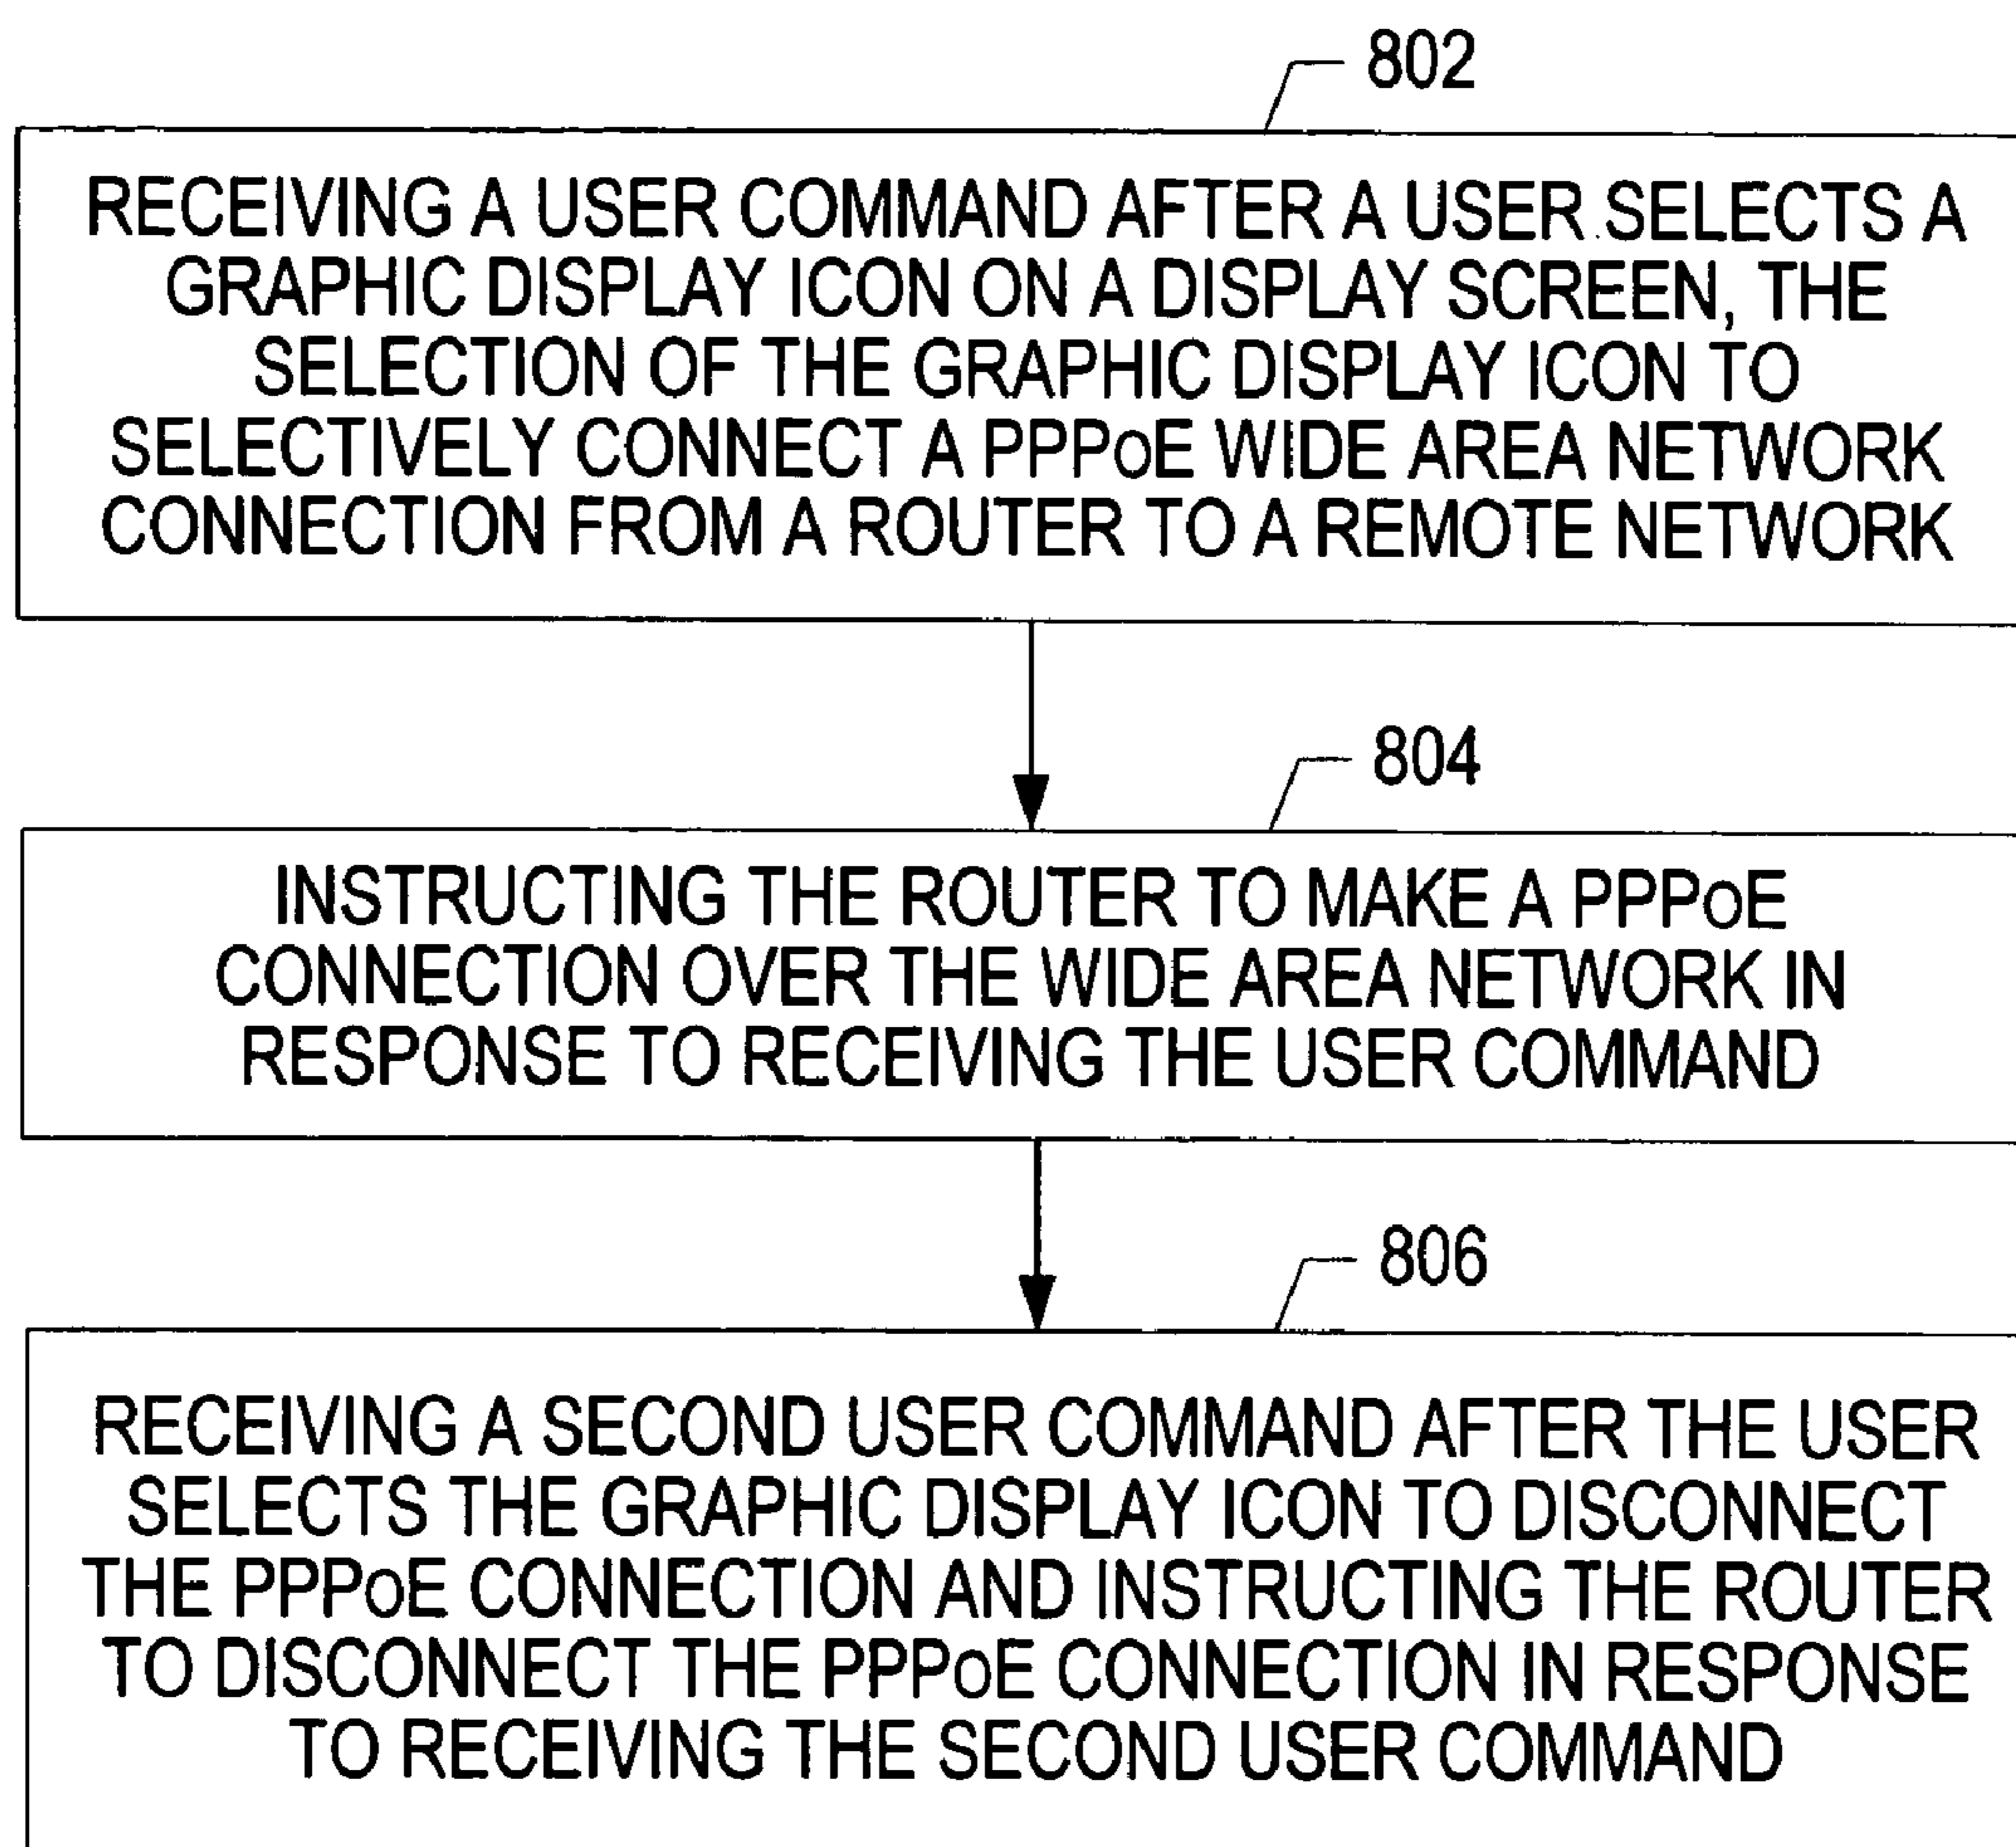 802
RECEIVING A USER COMMAND AFTER A USER SELECTS A
GRAPHIC DISPLAY ICON ON A DISPLAY SCREEN, THE
SELECTION OF THE GRAPHIC DISPLAY ICON TO
SELECTIVELY CONNECT A PPPoE WIDE AREA NETWORK
CONNECTION FROM A ROUTER TO A REMOTE NETWORK
804
INSTRUCTING THE ROUTER TO MAKE A PPPoE
CONNECTION OVER THE WIDE AREA NETWORK IN
RESPONSE TO RECEIVING THE USER COMMAND
806
RECEIVING A SECOND USER COMMAND AFTER THE USER
SELECTS THE GRAPHIC DISPLAY ICON TO DISCONNECT
THE PPPoE CONNECTION AND INSTRUCTING THE ROUTER
TO DISCONNECT THE PPPoE CONNECTION IN RESPONSE
TO RECEIVING THE SECOND USER COMMAND